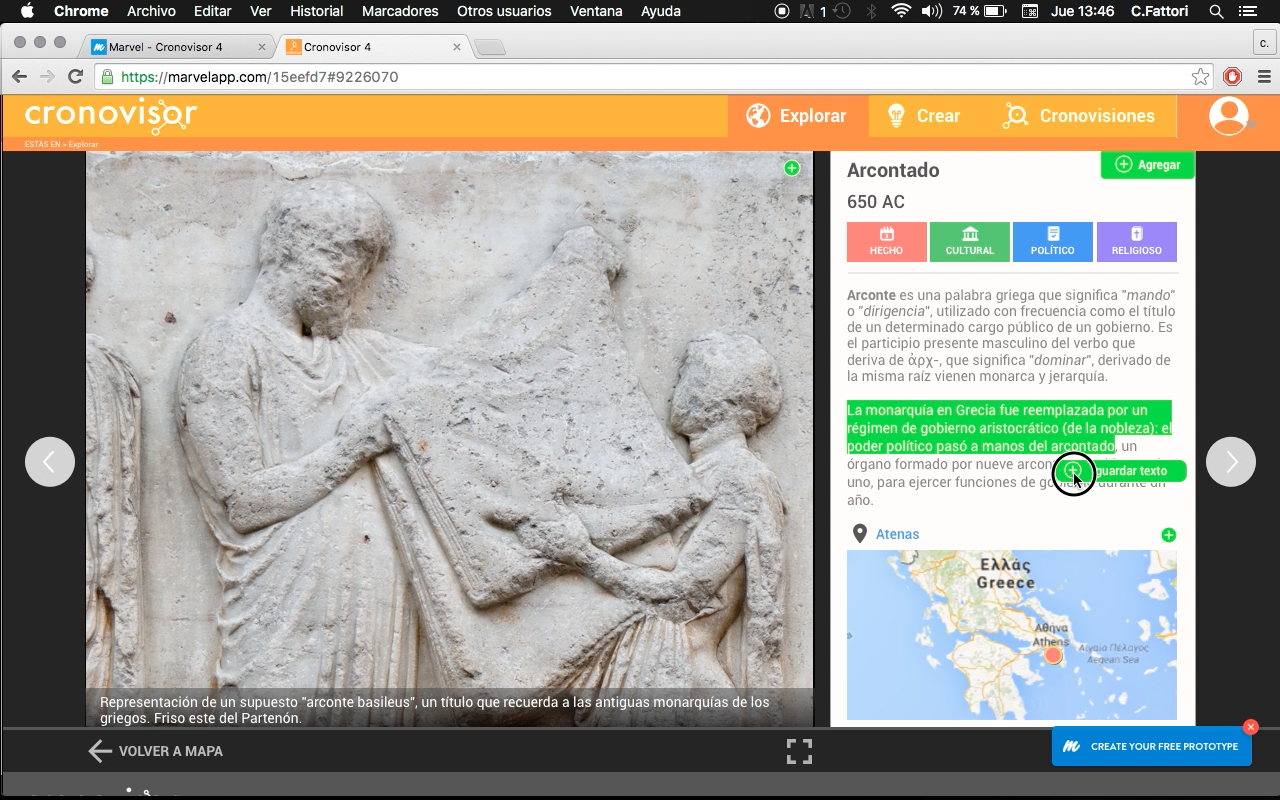 Chrome Archivo Editar Ver Historial Marcadores Otros usuarios Ventana Ayuda 1 74 % Jue 13:46 C.Fattori
Marvel - Cronovisor 4
Cronovisor 4
c.
https://marvelapp.com/15eefd7#9226070
cronovisor
Explorar
Crear
Cronovisiones
ESTÁS EN » Explorar
Arcontado
Agregar
650 AC
HECHO
CULTURAL
POLÍTICO
RELIGIOSO
Arconte es una palabra griega que significa "mando"
o "dirigencia", utilizado con frecuencia como el título
de un determinado cargo público de un gobierno. Es
el participio presente masculino del verbo que
deriva de ἀρχ-, que significa "dominar", derivado de
la misma raíz vienen monarca y jerarquía.
La monarquía en Grecia fue reemplazada por un
régimen de gobierno aristocrático (de la nobleza): el
poder político pasó a manos del arcontado, un
órgano formado por nueve
guardar texto
uno, para ejercer funciones de durante un
año.
Atenas
Ελλάς
Greece
Αθήνα
Athens
Αιγαίο Πέλαγος
Aegean Sea
Representación de un supuesto "arconte basileus", un título que recuerda a las antiguas monarquías de los
griegos. Friso este del Partenón.
VOLVER A MAPA
CREATE YOUR FREE PROTOTYPE